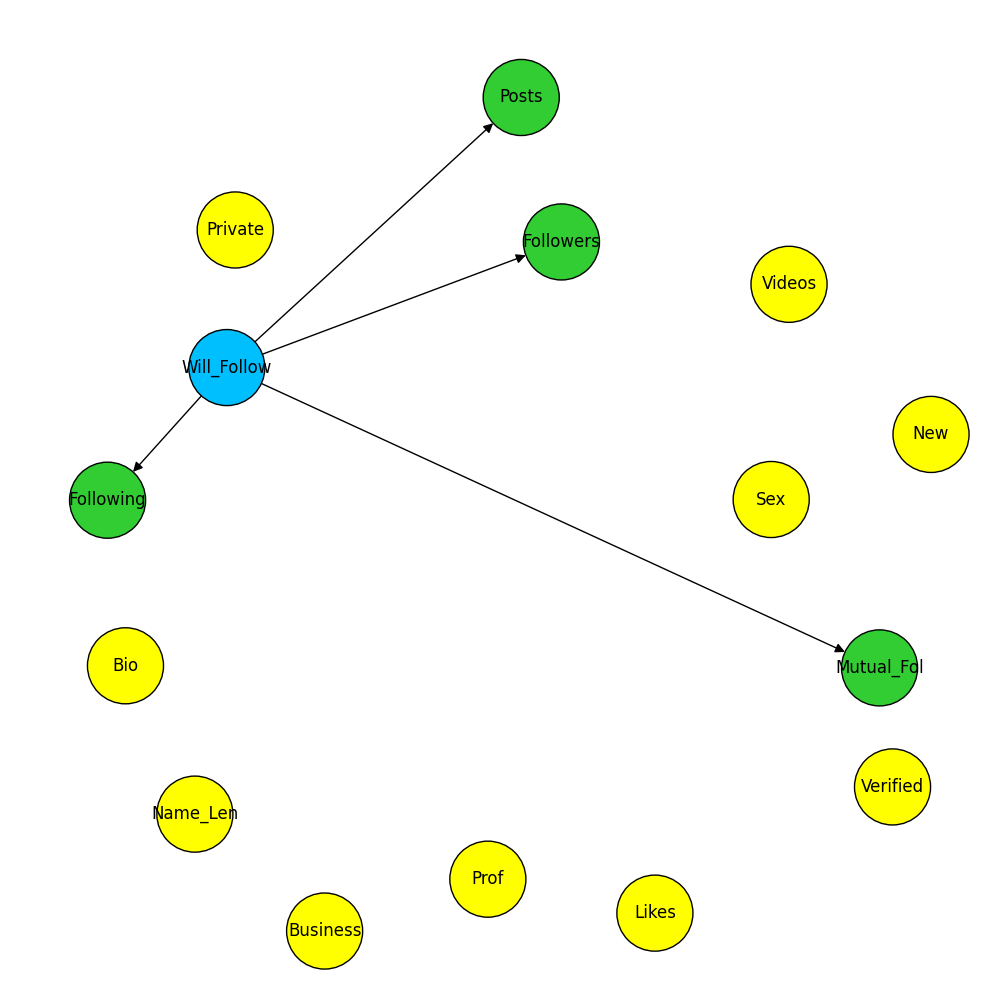 Posts
Private
Followers
Videos
Will_Follow
New
Following
Sex
Bio
Mutual_Fol
Verified
Name_Len
Prof
Likes
Business